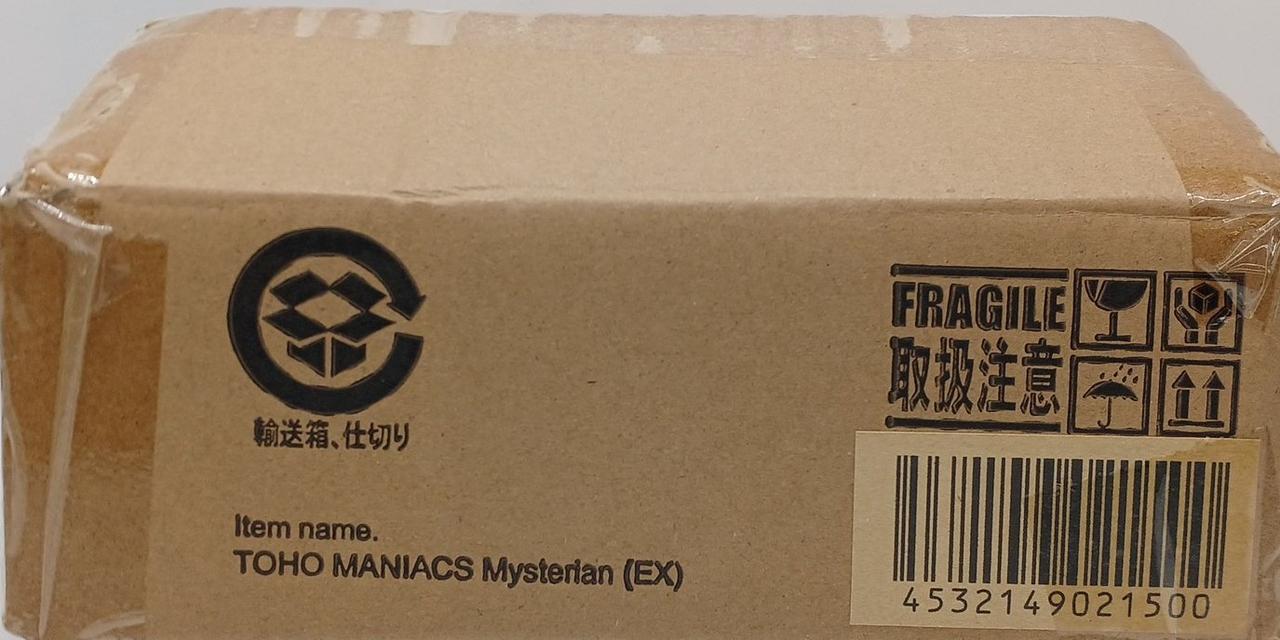 FRAGILE
取扱注意
輸送箱、仕切り
Item name.
TOHO MANIACS Mysterian (EX)
4532149021500